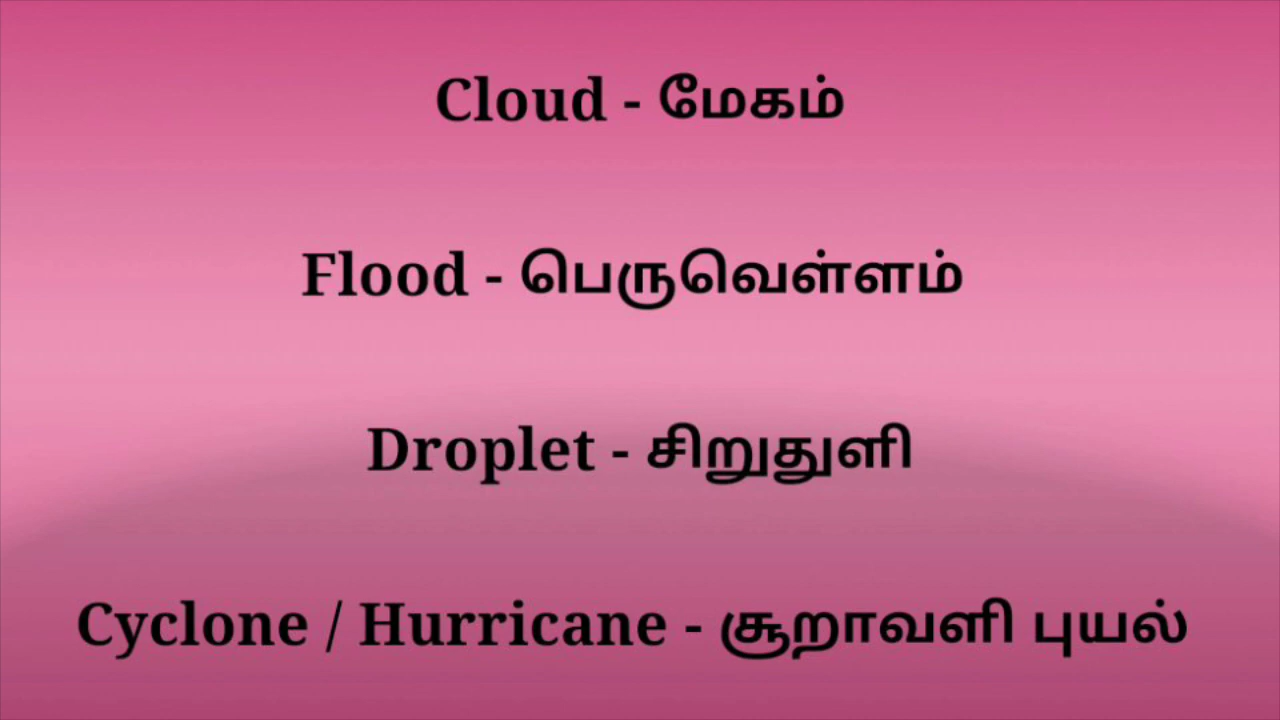 Cloud - மேகம்
Flood - பெருவெள்ளம்
Droplet - சிறுதுளி
Cyclone / Hurricane - சூறாவளி புயல்